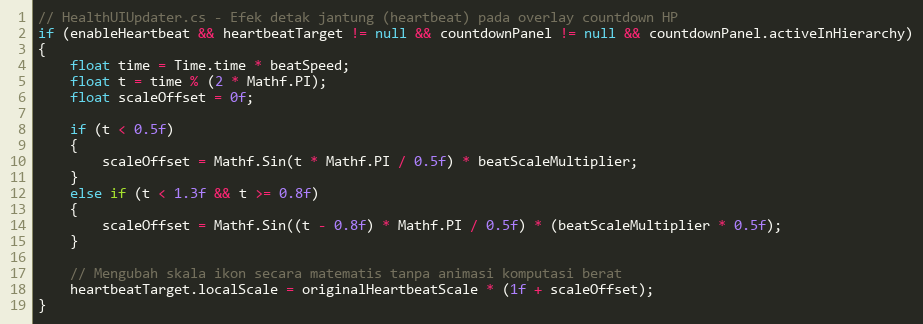 1 // HealthUIUpdater.cs - Efek detak jantung (heartbeat) pada overlay countdown HP
2 if (enableHeartbeat && heartbeatTarget != null && countdownPanel != null && countdownPanel.activeInHierarchy)
3 {
4     float time = Time.time * beatSpeed;
5     float t = time % (2 * Mathf.PI);
6     float scaleOffset = 0f;
7
8     if (t < 0.5f)
9     {
10         scaleOffset = Mathf.Sin(t * Mathf.PI / 0.5f) * beatScaleMultiplier;
11     }
12     else if (t < 1.3f && t >= 0.8f)
13     {
14         scaleOffset = Mathf.Sin((t - 0.8f) * Mathf.PI / 0.5f) * (beatScaleMultiplier * 0.5f);
15     }
16
17     // Mengubah skala ikon secara matematis tanpa animasi komputasi berat
18     heartbeatTarget.localScale = originalHeartbeatScale * (1f + scaleOffset);
19 }